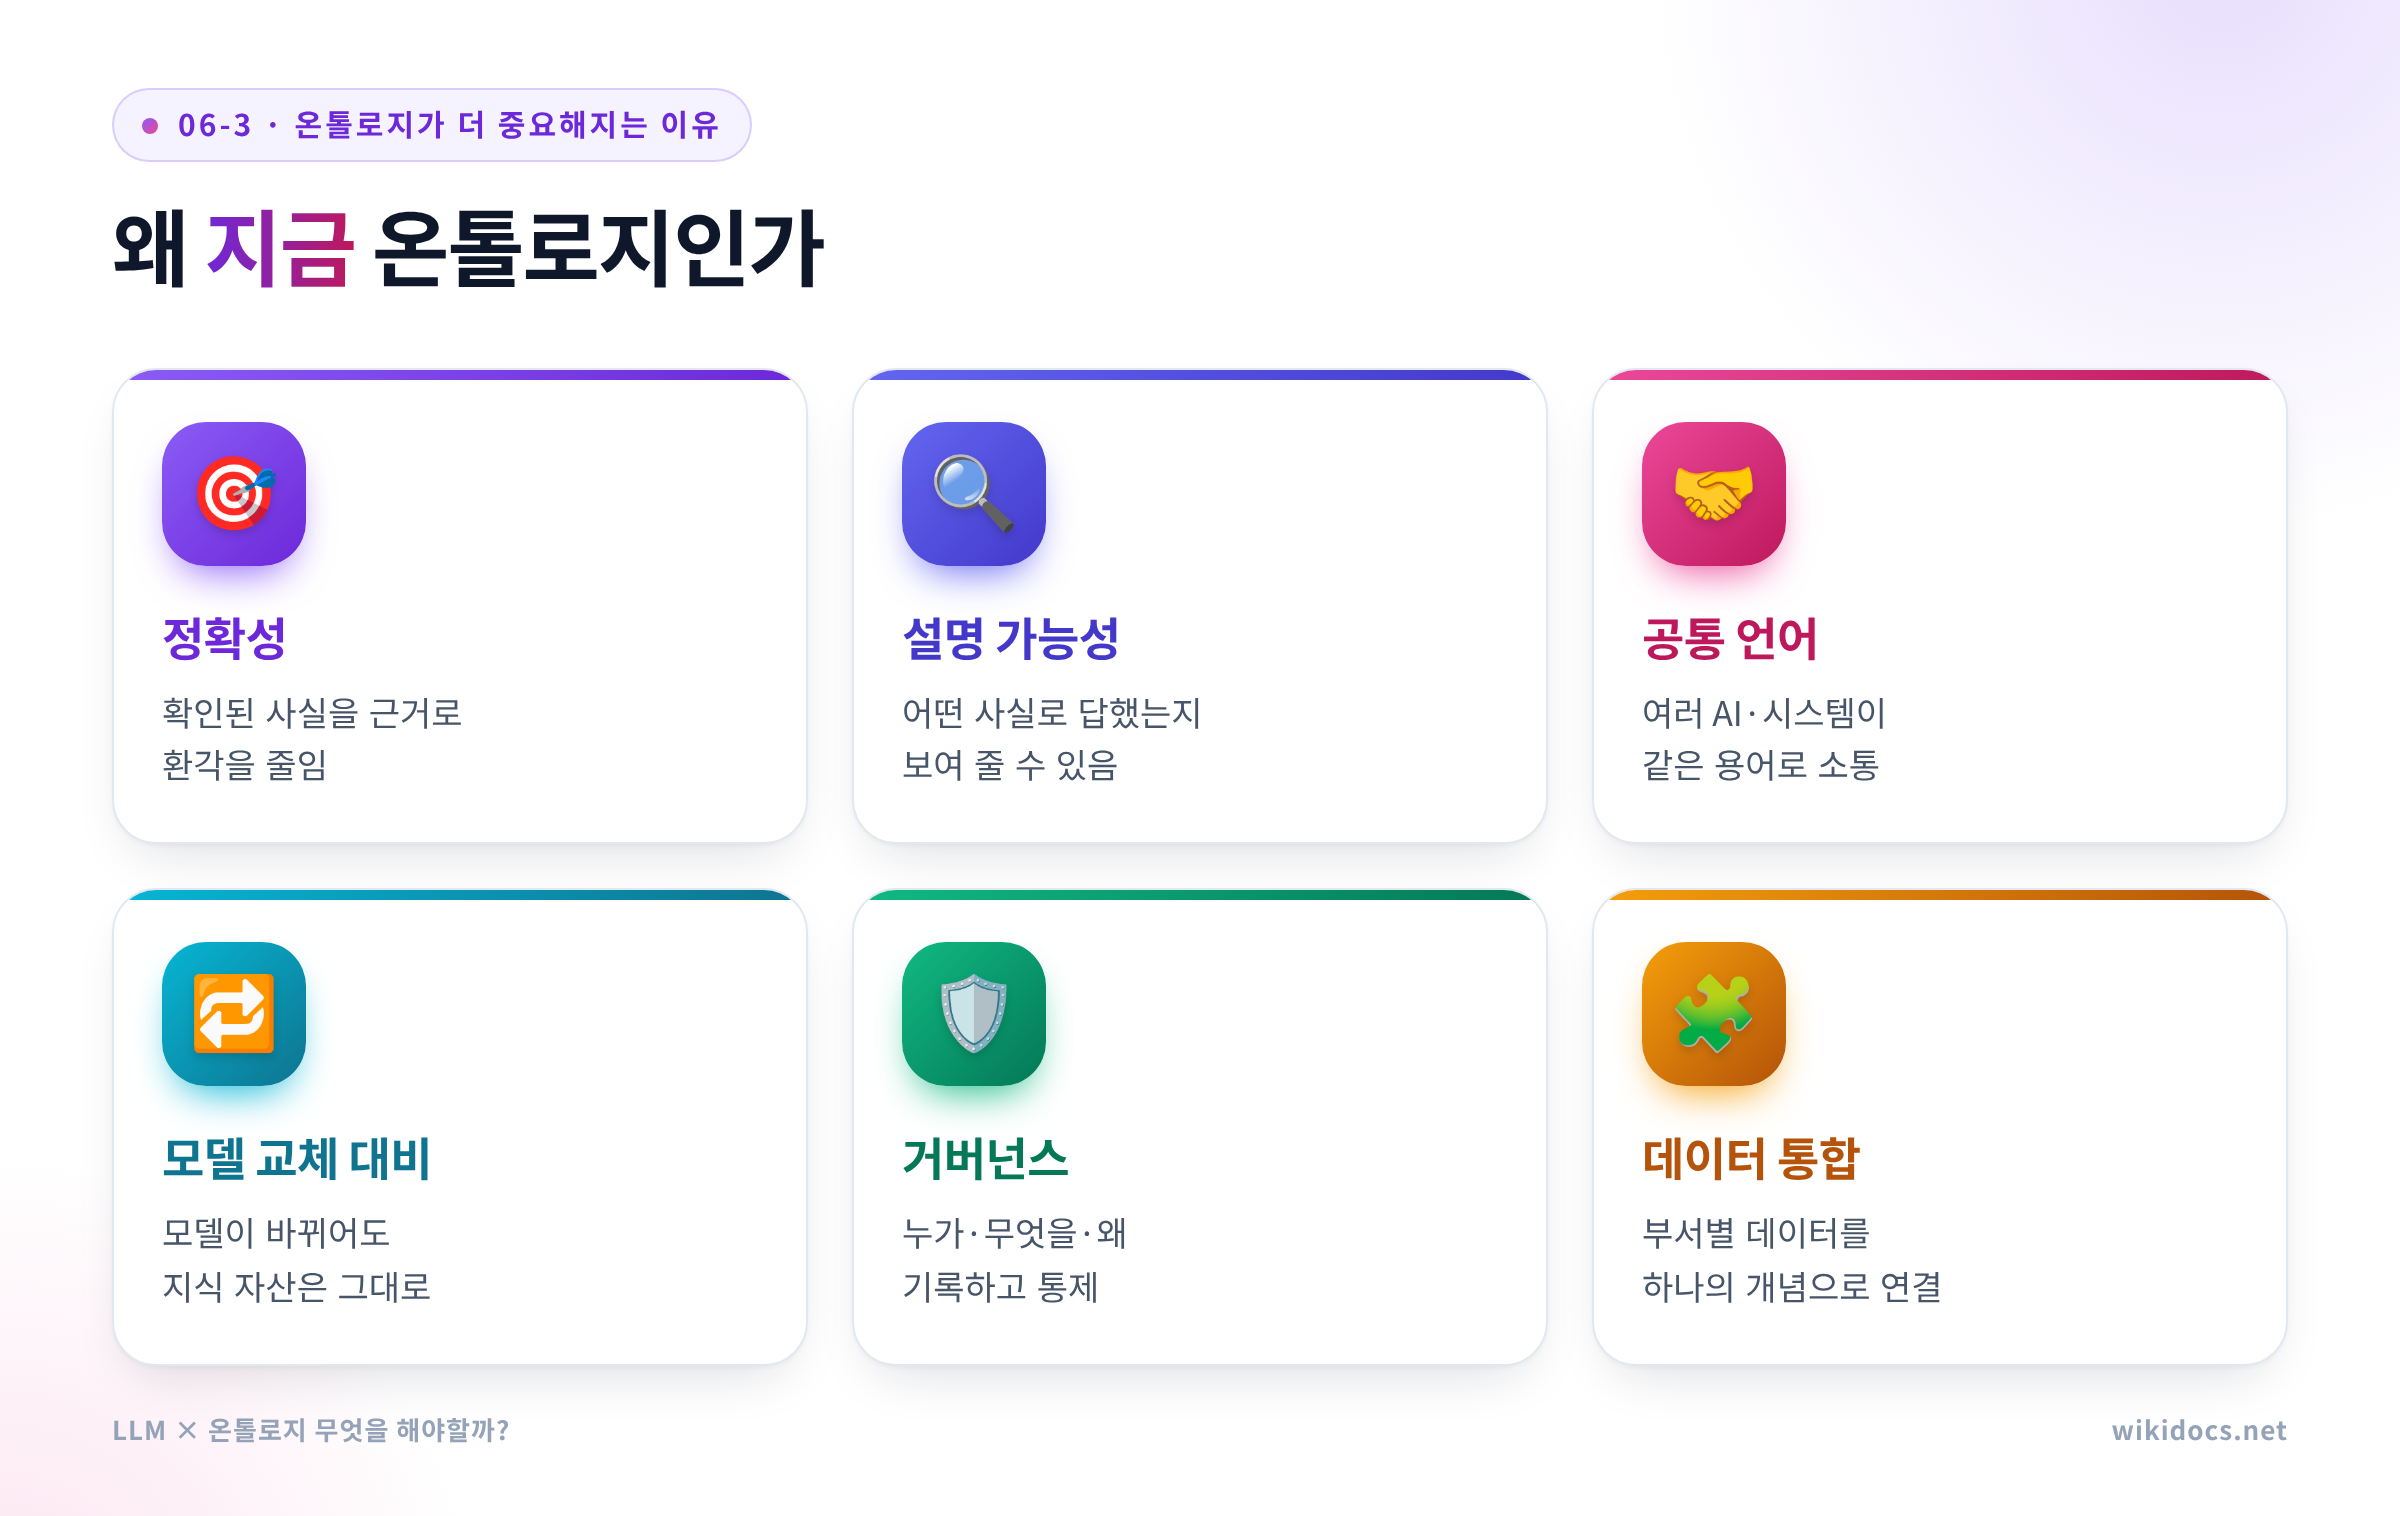 06-3 · 온톨로지가 더 중요해지는 이유
왜 지금 온톨로지인가
정확성
확인된 사실을 근거로
환각을 줄임
설명 가능성
어떤 사실로 답했는지
보여 줄 수 있음
공통 언어
여러 AI·시스템이
같은 용어로 소통
모델 교체 대비
모델이 바뀌어도
지식 자산은 그대로
거버넌스
누가·무엇을·왜
기록하고 통제
데이터 통합
부서별 데이터를
하나의 개념으로 연결
LLM × 온톨로지 무엇을 해야할까?
wikidocs.net